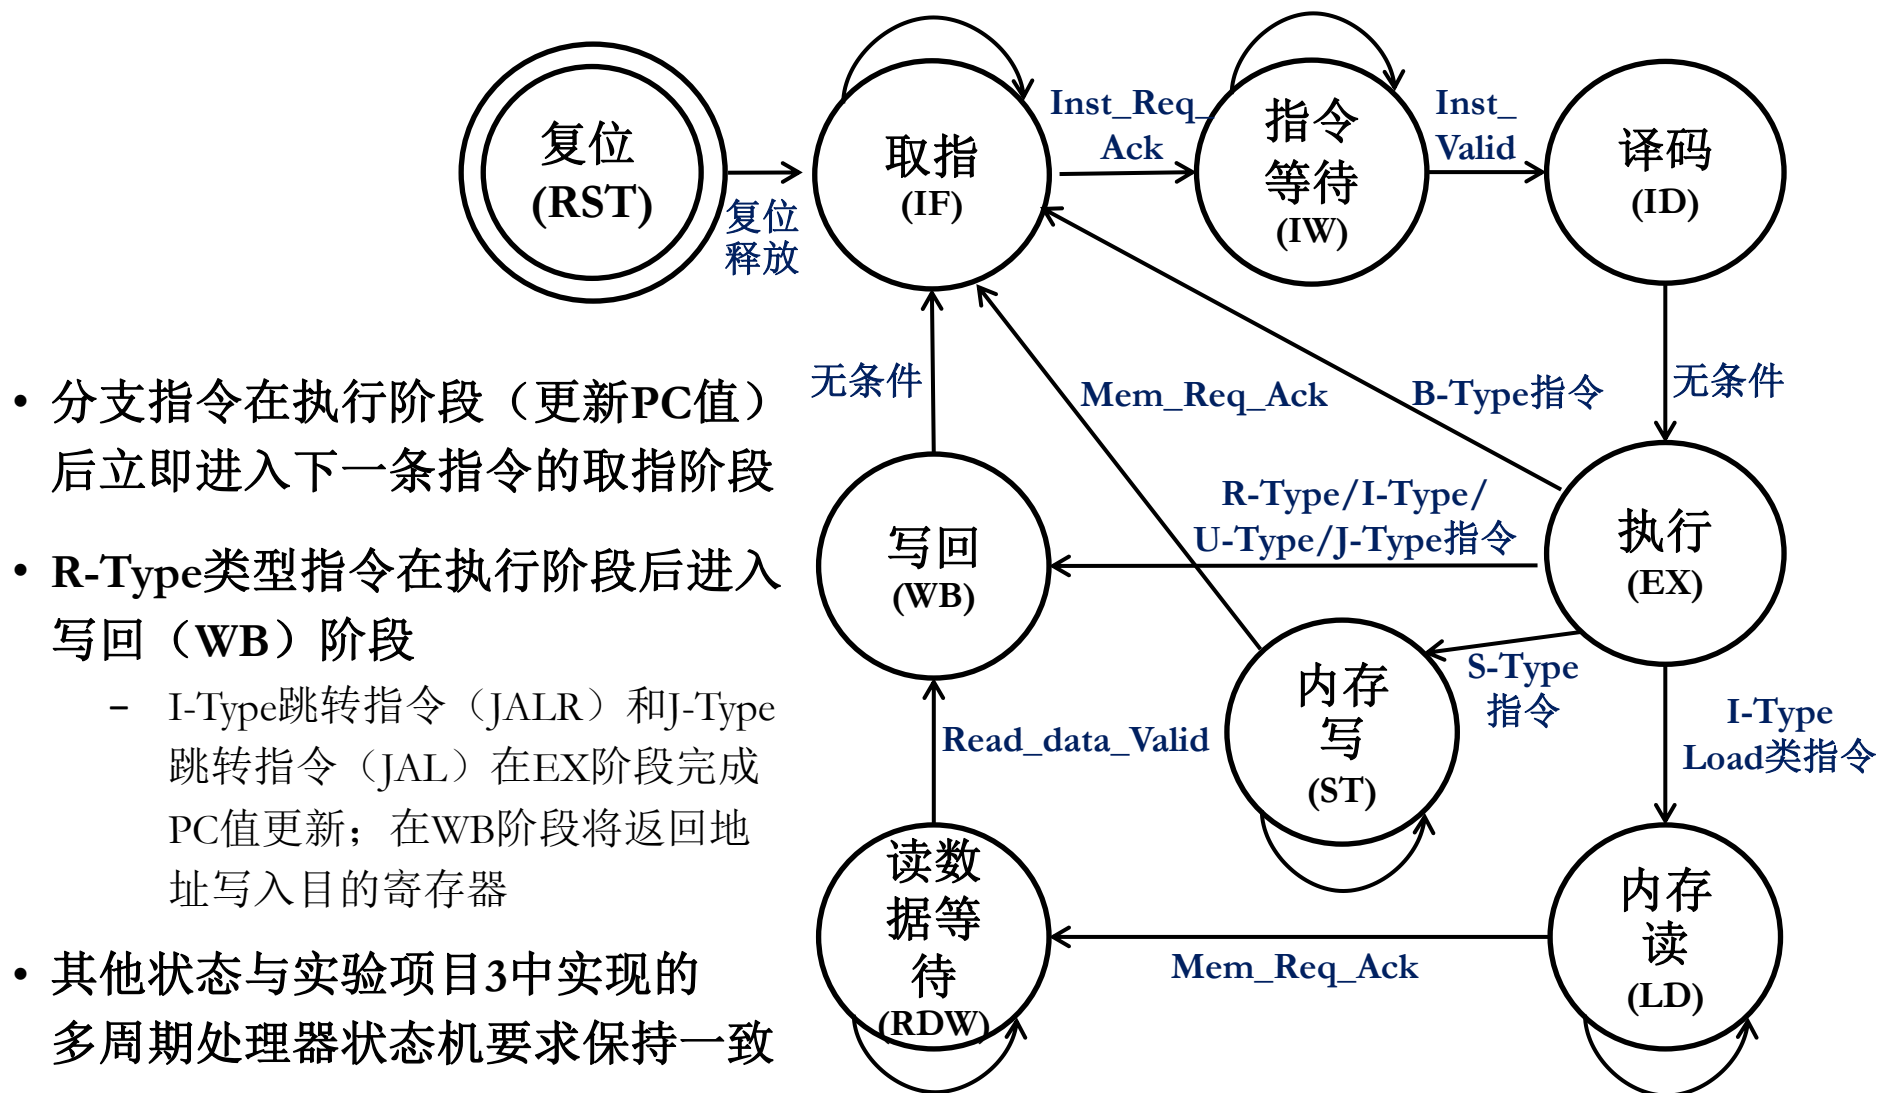 复位
(RST)
复位
释放
取指
(IF)
Inst_Req_
Ack
指令
等待
(IW)
Inst_
Valid
译码
(ID)
无条件
Mem_Req_Ack
B-Type指令
无条件
• 分支指令在执行阶段（更新PC值）
后立即进入下一条指令的取指阶段
• R-Type类型指令在执行阶段后进入
写回（WB）阶段
– I-Type跳转指令（JALR）和J-Type
跳转指令（JAL）在EX阶段完成
PC值更新；在WB阶段将返回地
址写入目的寄存器
• 其他状态与实验项目3中实现的
多周期处理器状态机要求保持一致
写回
(WB)
R-Type/I-Type/
U-Type/J-Type指令
执行
(EX)
内存
写
(ST)
S-Type
指令
I-Type
Load类指令
Read_data_Valid
读数
据等
待
(RDW)
Mem_Req_Ack
内存
读
(LD)